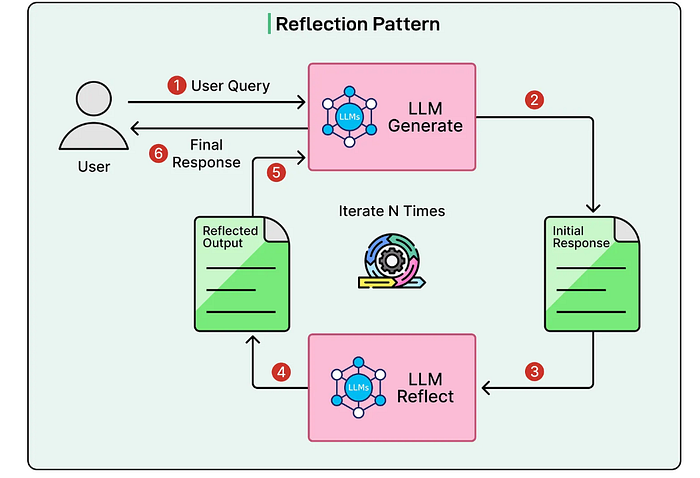 Reflection Pattern
1 User Query
LLMs
LLM
Generate
2
6 Final
Response
User
5
Iterate N Times
Reflected
Output
Initial
Response
4
LLMs
LLM
Reflect
3